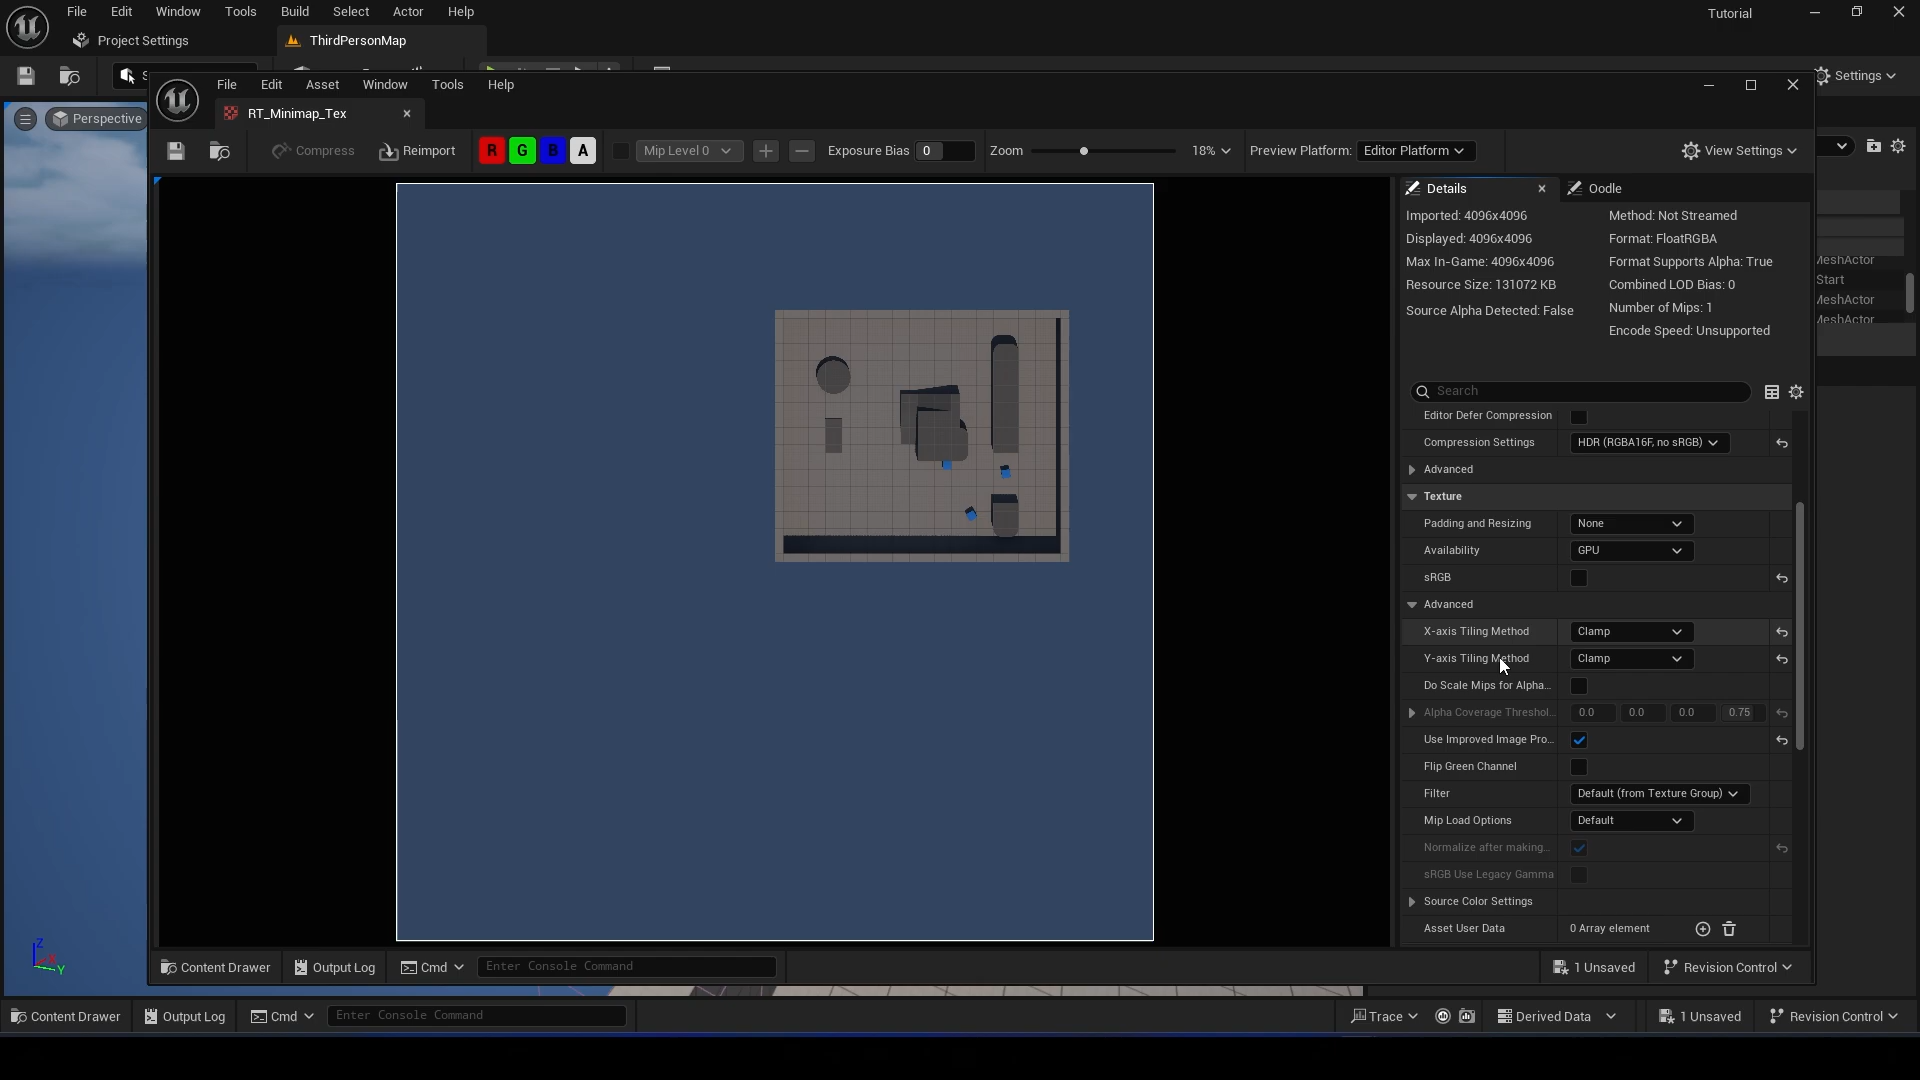 File Edit Window Tools Build Select Actor Help
Tutorial
Project Settings
ThirdPersonMap
Settings
File Edit Asset Window Tools Help
Perspective
RT_Minimap_Tex
Compress
Reimport
R G B A
Mip Level 0
Exposure Bias 0
Zoom
18%
Preview Platform: Editor Platform
View Settings
Details
Oodle
Imported: 4096x4096
Method: Not Streamed
Displayed: 4096x4096
Format: FloatRGBA
Max In-Game: 4096x4096
Format Supports Alpha: True
Resource Size: 131072 KB
Combined LOD Bias: 0
Source Alpha Detected: False
Number of Mips: 1
Encode Speed: Unsupported
MeshActor
Start
MeshActor
MeshActor
Search
Editor Defer Compression
Compression Settings HDR (RGBA16F, no sRGB)
Advanced
Texture
Padding and Resizing None
Availability GPU
sRGB
Advanced
X-axis Tiling Method Clamp
Y-axis Tiling Method Clamp
Do Scale Mips for Alpha...
Alpha Coverage Threshol... 0.0 0.0 0.0 0.75
Use Improved Image Pro...
Flip Green Channel
Filter Default (from Texture Group)
Mip Load Options Default
Normalize after making...
sRGB Use Legacy Gamma
Source Color Settings
Asset User Data 0 Array element
Z
X
Y
Content Drawer Output Log Cmd Enter Console Command 1 Unsaved Revision Control
Content Drawer Output Log Cmd Enter Console Command Trace Derived Data 1 Unsaved Revision Control